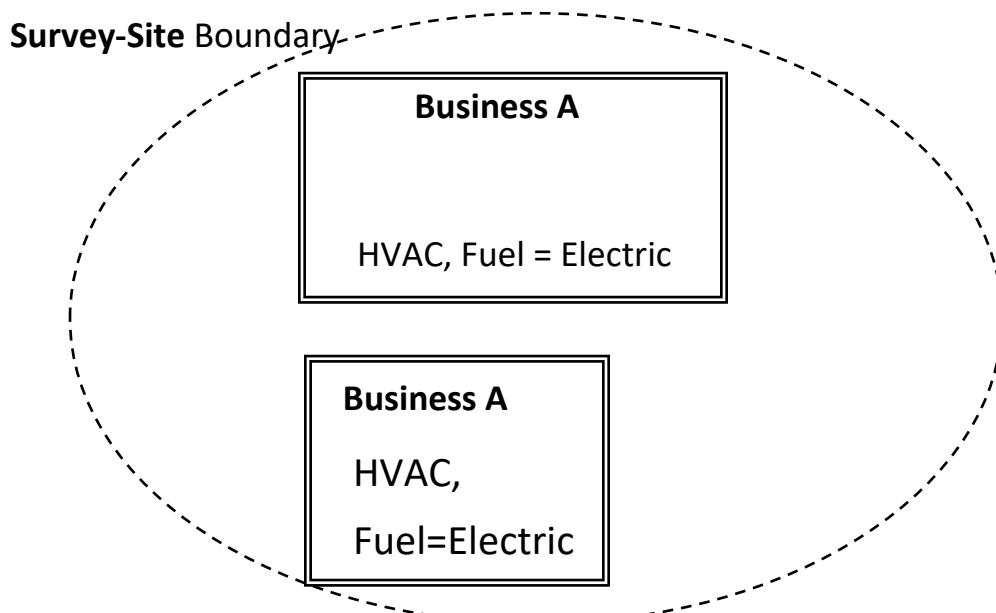 Survey-Site Boundary
Business A
HVAC, Fuel = Electric
Business A
HVAC,
Fuel=Electric